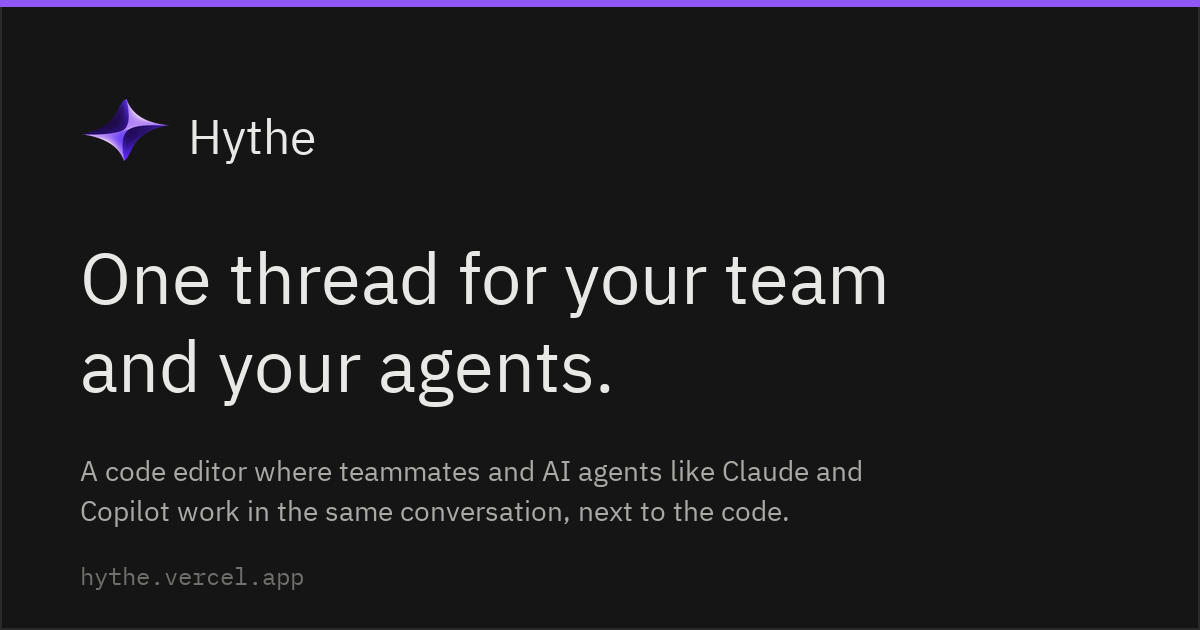 Hythe
One thread for your team
and your agents.
A code editor where teammates and AI agents like Claude and
Copilot work in the same conversation, next to the code.
hythe.vercel.app